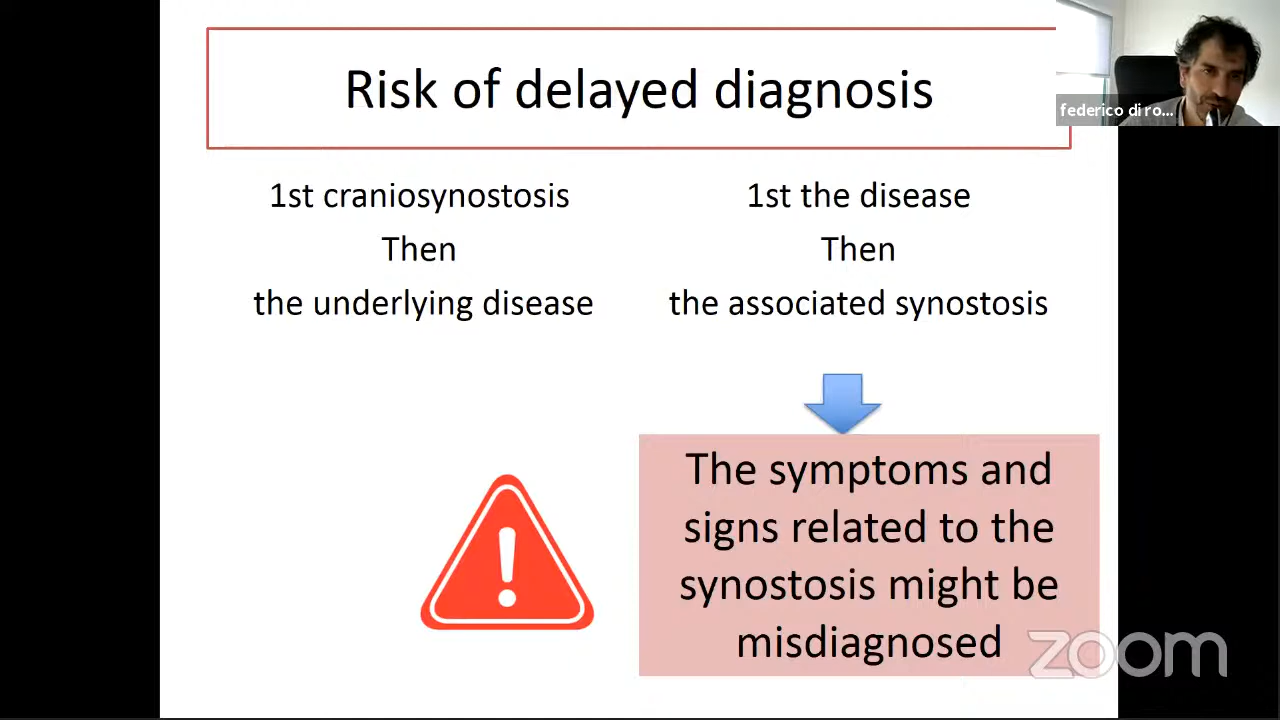 Risk of delayed diagnosis
federico di ro...
1st craniosynostosis
Then
the underlying disease
1st the disease
Then
the associated synostosis
The symptoms and
signs related to the
synostosis might be
misdiagnosed
zoom